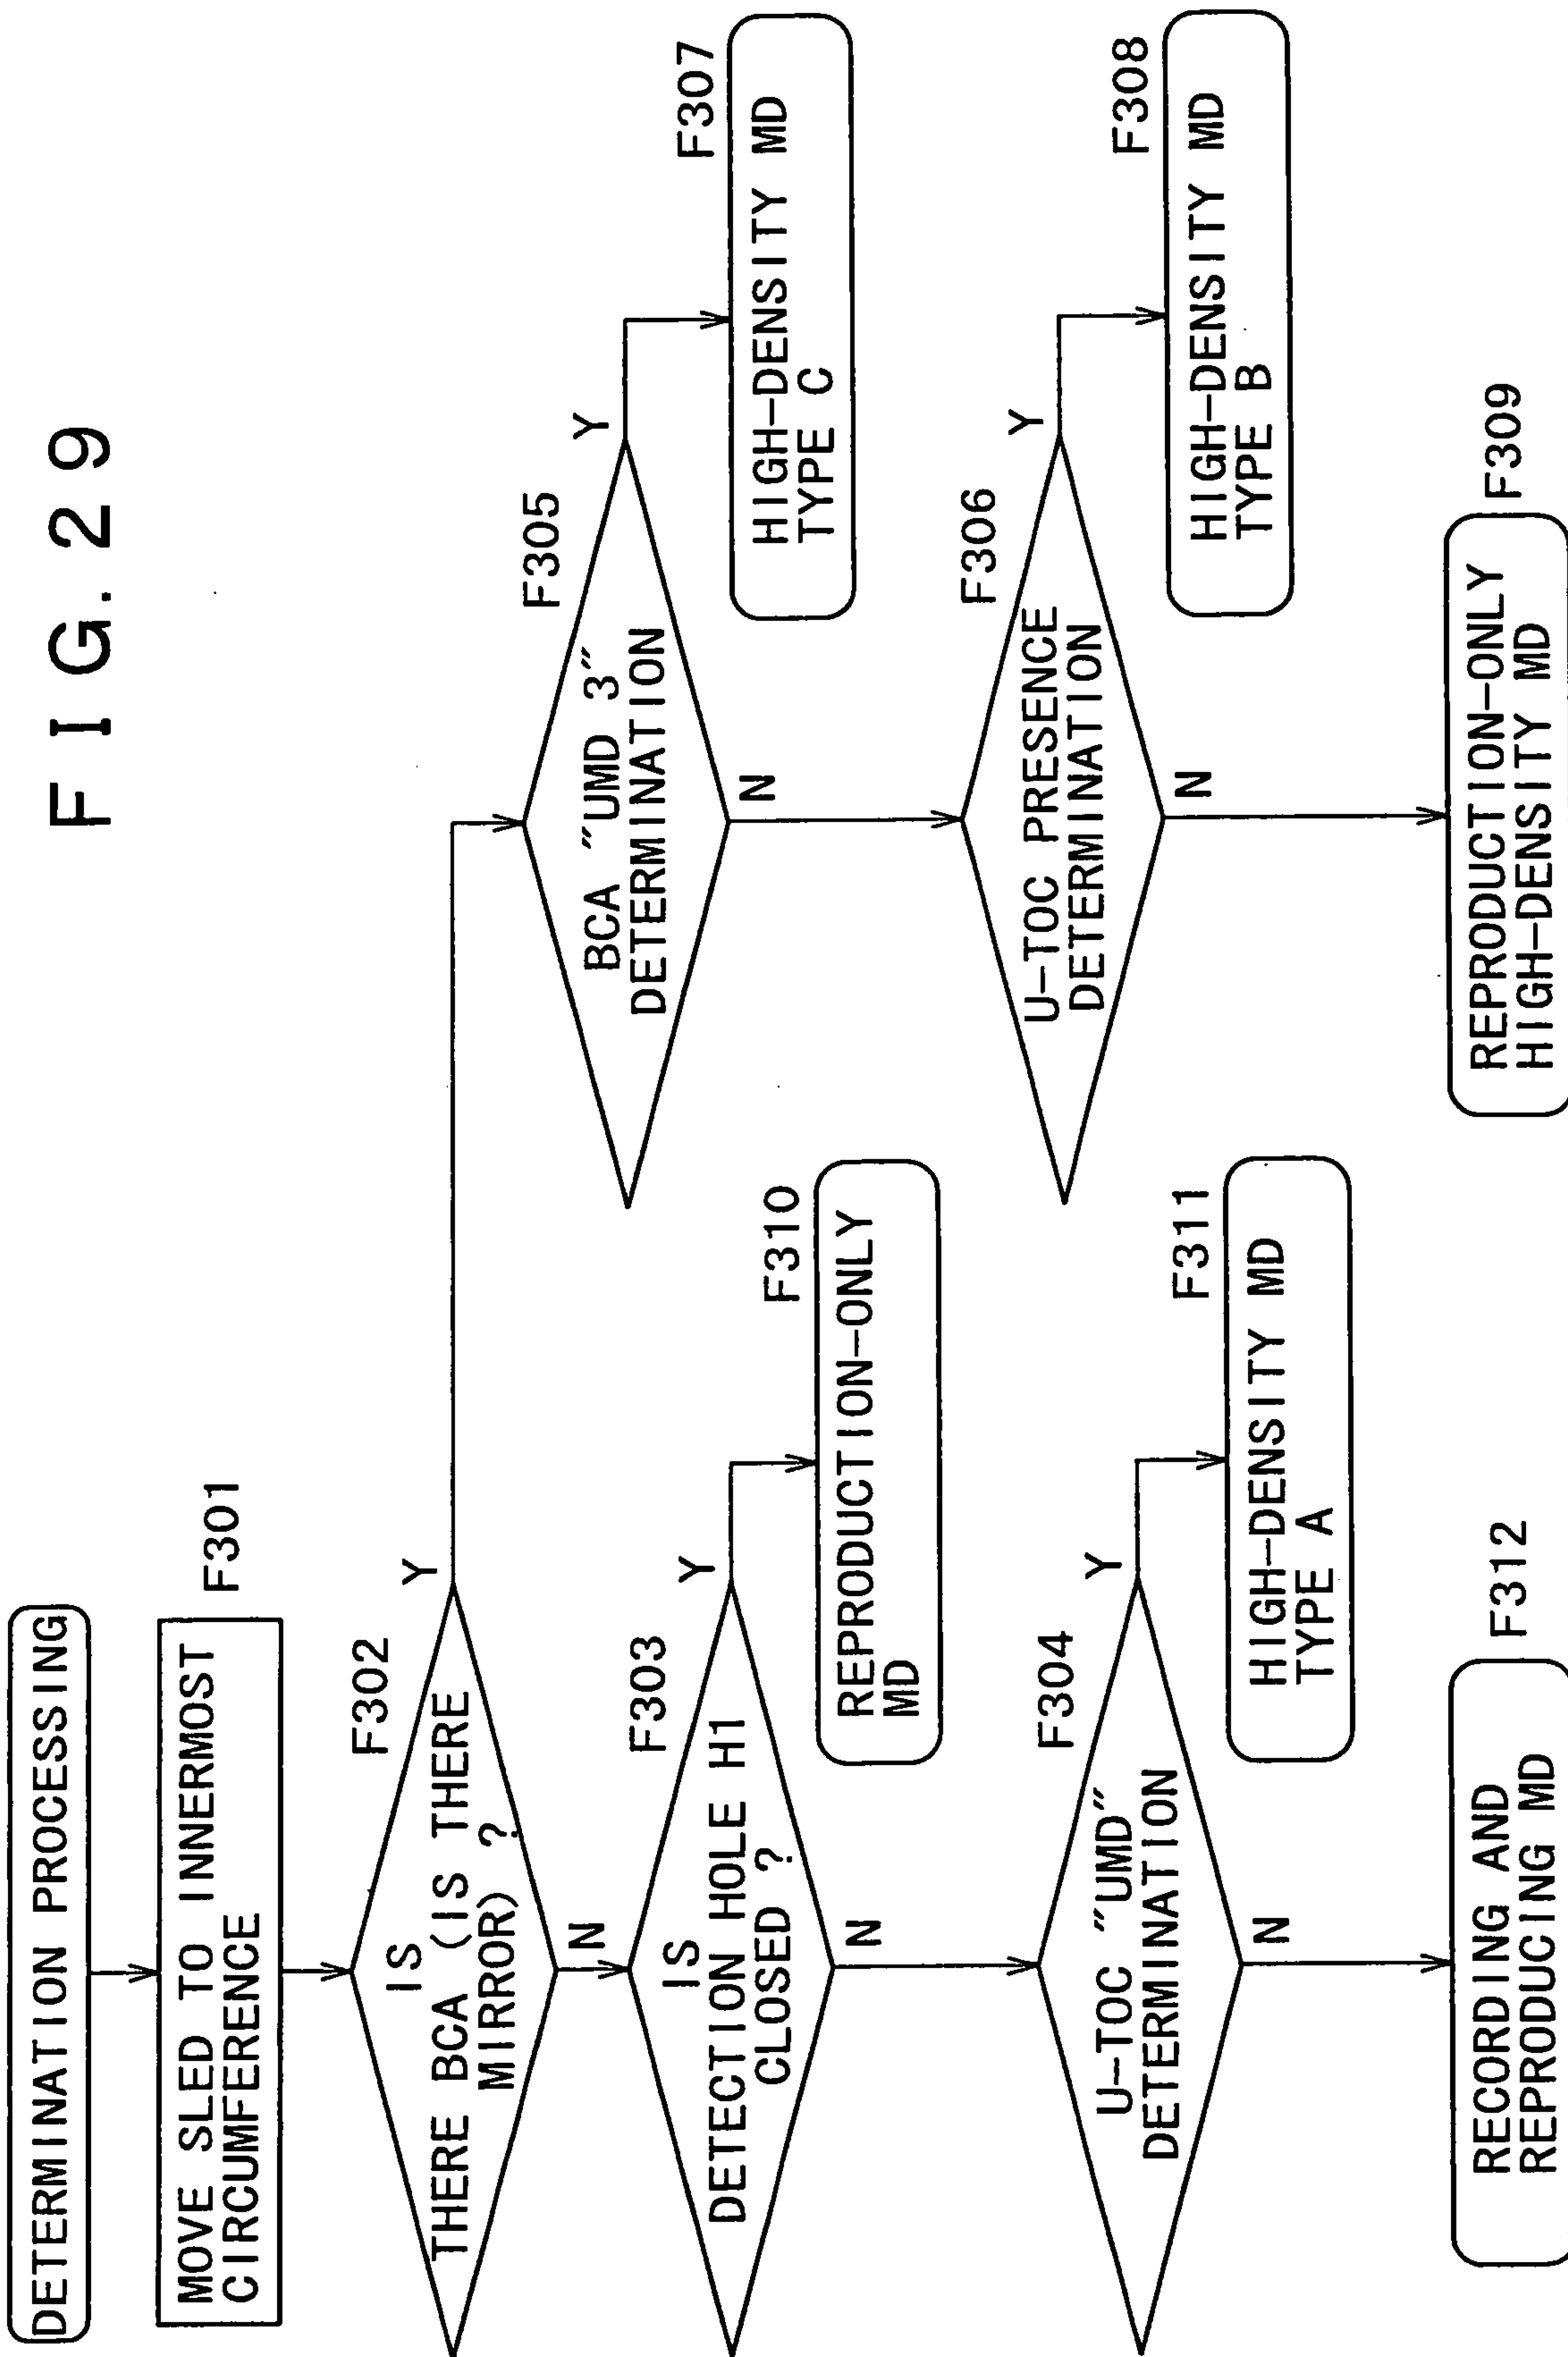 F I G. 2 9
DETERMINATION PROCESSING
MOVE SLED TO INNERMOST
CIRCUMFERENCE
F301
F302
IS
THERE BCA (IS THERE
MIRROR) ?
Y
N
F303
IS
DETECTION HOLE H1
CLOSED ?
Y
N
F310
REPRODUCTION-ONLY
MD
F304
U-TOC "UMD"
DETERMINATION
Y
N
F311
HIGH-DENSITY MD
TYPE A
F312
RECORDING AND
REPRODUCING MD
F305
BCA "UMD 3"
DETERMINATION
Y
N
F307
HIGH-DENSITY MD
TYPE C
F306
U-TOC PRESENCE
DETERMINATION
Y
N
F308
HIGH-DENSITY MD
TYPE B
F309
REPRODUCTION-ONLY
HIGH-DENSITY MD